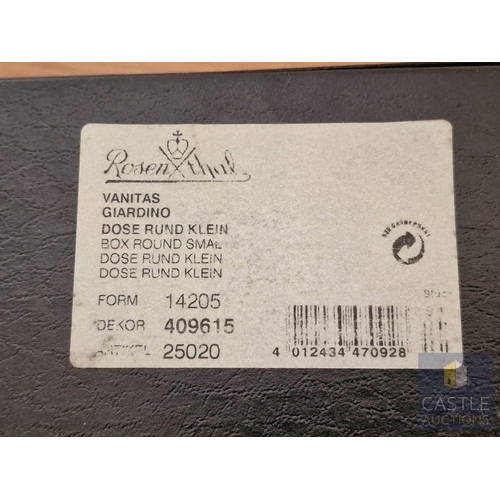 Rosenthal
VANITAS
GIARDINO
DOSE RUND KLEIN
BOX ROUND SMAL
DOSE RUND KLEIN
DOSE RUND KLEIN
FORM 14205
DEKOR 409615
ARTIKEL 25020
4 012434 470928
CASTLE
AUCTIONS